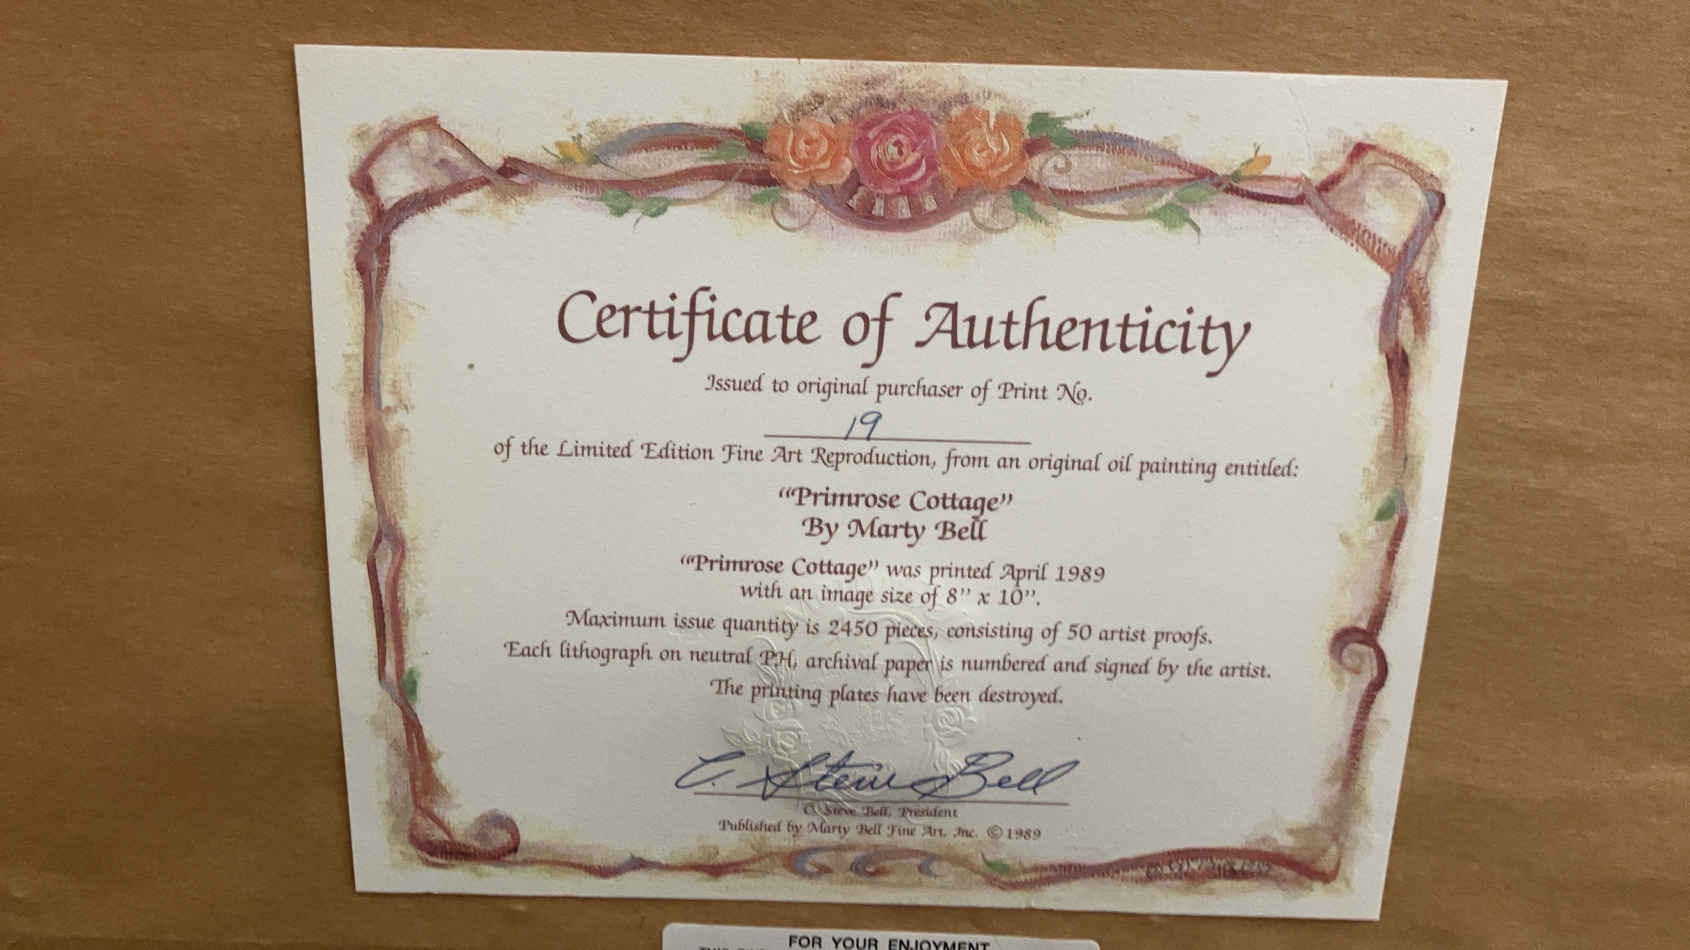 Certificate of Authenticity
Issued to original purchaser of Print No.
19
of the Limited Edition Fine Art Reproduction, from an original oil painting entitled:
“Primrose Cottage”
By Marty Bell
“Primrose Cottage” was printed April 1989
with an image size of 8” x 10”.
Maximum issue quantity is 2450 pieces, consisting of 50 artist proofs.
Each lithograph on neutral P.H. archival paper is numbered and signed by the artist.
The printing plates have been destroyed.
C. Steve Bell
C. Steve Bell, President
Published by Marty Bell Fine Art, Inc. ©1989
FOR YOUR ENJOYMENT